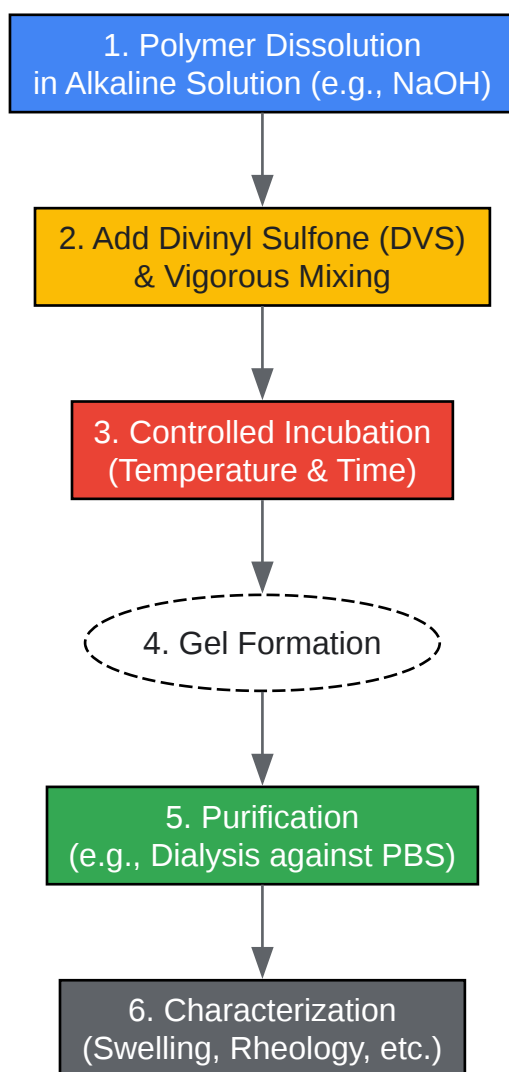 1. Polymer Dissolution
in Alkaline Solution (e.g., NaOH)
2. Add Divinyl Sulfone (DVS)
& Vigorous Mixing
3. Controlled Incubation
(Temperature & Time)
4. Gel Formation
5. Purification
(e.g., Dialysis against PBS)
6. Characterization
(Swelling, Rheology, etc.)